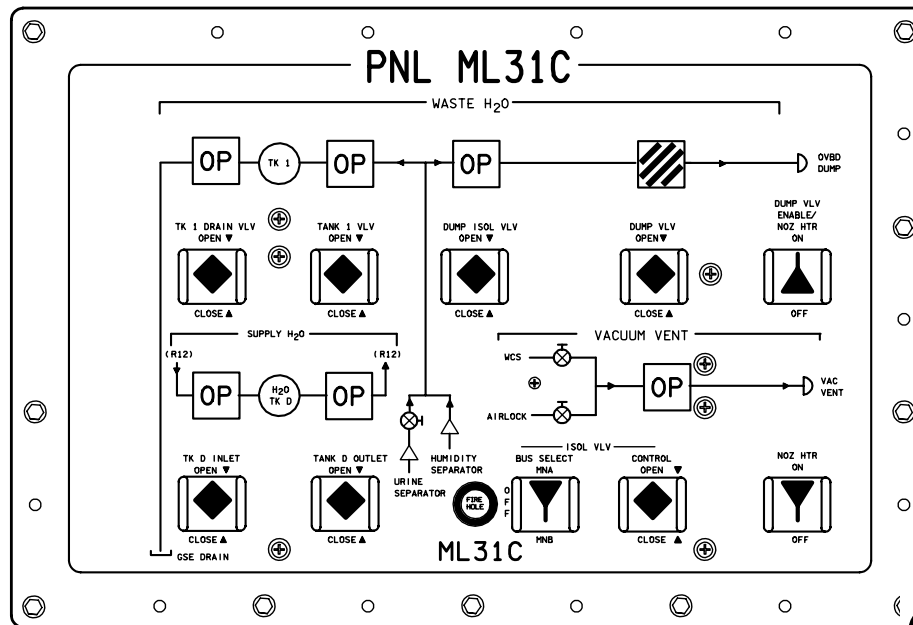 PNL ML31C
WASTE H₂O
OP
TK 1
OP
OP
OVBD
DUMP
TK 1 DRAIN VLV
OPEN ▼
CLOSE ▲
TANK 1 VLV
OPEN ▼
CLOSE ▲
DUMP ISOL VLV
OPEN ▼
CLOSE ▲
DUMP VLV
OPEN ▼
CLOSE ▲
DUMP VLV
ENABLE/
NOZ HTR
ON
OFF
SUPPLY H₂O
(R12)
(R12)
OP
H₂O
TK D
OP
VACUUM VENT
WCS
AIRLOCK
OP
VAC
VENT
HUMIDITY
SEPARATOR
URINE
SEPARATOR
TK D INLET
OPEN ▼
CLOSE ▲
TANK D OUTLET
OPEN ▼
CLOSE ▲
FIRE
HOLE
ISOL VLV
BUS SELECT
MNA
OFF
MNB
CONTROL
OPEN ▼
CLOSE ▲
NOZ HTR
ON
OFF
GSE DRAIN
ML31C